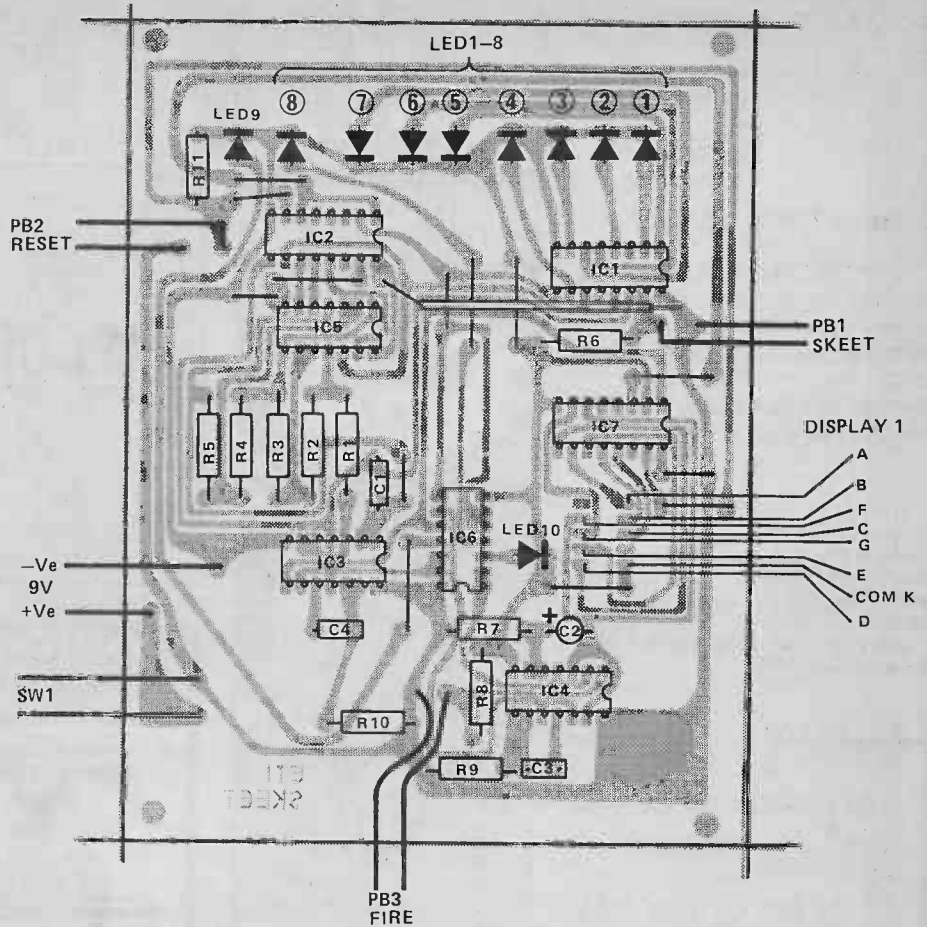 LED1–8
LED9 ⑧ ⑦ ⑥ ⑤ ④ ③ ② ①
R11
PB2
RESET
IC2
IC1
IC5
R6
PB1
SKEET
IC7
DISPLAY 1
R5 R4 R3 R2 R1
C1
A
B
F
C
G
E
COM K
D
IC6
LED10
IC3
–Ve
9V
+Ve
C4
R7
+
C2
SW1
R8
IC4
R10
R9
C3
ETI
SKEET
PB3
FIRE